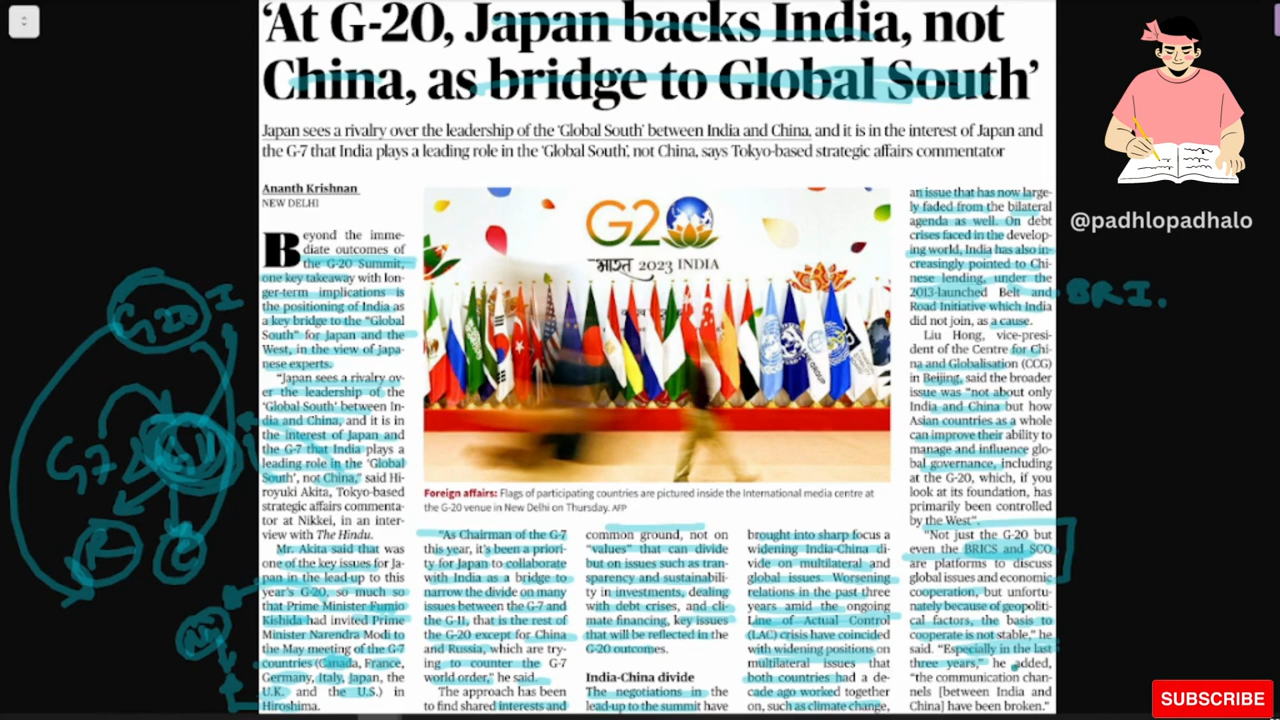 ‘At G-20, Japan backs India, not
China, as bridge to Global South’
Japan sees a rivalry over the leadership of the ‘Global South’ between India and China, and it is in the interest of Japan and
the G-7 that India plays a leading role in the ‘Global South’, not China, says Tokyo-based strategic affairs commentator
Ananth Krishnan
NEW DELHI
Beyond the imme-
diate outcomes of
the G-20 Summit,
one key takeaway with lon-
ger-term implications is
the positioning of India as
a key bridge to the “Global
South” for Japan and the
West, in the view of Japa-
nese experts.
“Japan sees a rivalry ov-
er the leadership of the
‘Global South’ between In-
dia and China, and it is in
the interest of Japan and
the G-7 that India plays a
leading role in the ‘Global
South’, not China,” said Hi-
royuki Akita, Tokyo-based
strategic affairs commenta-
tor at Nikkei, in an inter-
view with The Hindu.
Mr. Akita said that was
one of the key issues for Ja-
pan in the lead-up to this
year’s G-20, so much so
that Prime Minister Fumio
Kishida had invited Prime
Minister Narendra Modi to
the May meeting of the G-7
countries (Canada, France,
Germany, Italy, Japan, the
U.K. and the U.S.) in
Hiroshima.
G20
भारत 2023 INDIA
Foreign affairs: Flags of participating countries are pictured inside the International media centre at
the G-20 venue in New Delhi on Thursday. AFP
“As Chairman of the G-7
this year, it’s been a priori-
ty for Japan to collaborate
with India as a bridge to
narrow the divide on many
issues between the G-7 and
the G-11, that is the rest of
the G-20 except for China
and Russia, which are try-
ing to counter the G-7
world order,” he said.
The approach has been
to find shared interests and
common ground, not on
“values” that can divide
but on issues such as tran-
sparency and sustainabili-
ty in investments, dealing
with debt crises, and cli-
mate financing, key issues
that will be reflected in the
G-20 outcomes.
India-China divide
The negotiations in the
lead-up to the summit have
brought into sharp focus a
widening India-China di-
vide on multilateral and
global issues. Worsening
relations in the past three
years amid the ongoing
Line of Actual Control
(LAC) crisis have coincided
with widening positions on
multilateral issues that
both countries had a de-
cade ago worked together
on, such as climate change,
an issue that has now large-
ly faded from the bilateral
agenda as well. On debt
crises faced in the develop-
ing world, India has also in-
creasingly pointed to Chi-
nese lending, under the
2013-launched Belt and
Road Initiative which India
did not join, as a cause.
Liu Hong, vice-presi-
dent of the Centre for Chi-
na and Globalisation (CCG)
in Beijing, said the broader
issue was “not about only
India and China but how
Asian countries as a whole
can improve their ability to
manage and influence glo-
bal governance, including
at the G-20, which, if you
look at its foundation, has
primarily been controlled
by the West”.
“Not just the G-20 but
even the BRICS and SCO
are platforms to discuss
global issues and economic
cooperation, but unfortu-
nately because of geopoliti-
cal factors, the basis to
cooperate is not stable,” he
said. “Especially in the last
three years,” he added,
“the communication chan-
nels [between India and
China] have been broken.”
G20
G7
R
C
BRI.
@padhlopadhalo
SUBSCRIBE